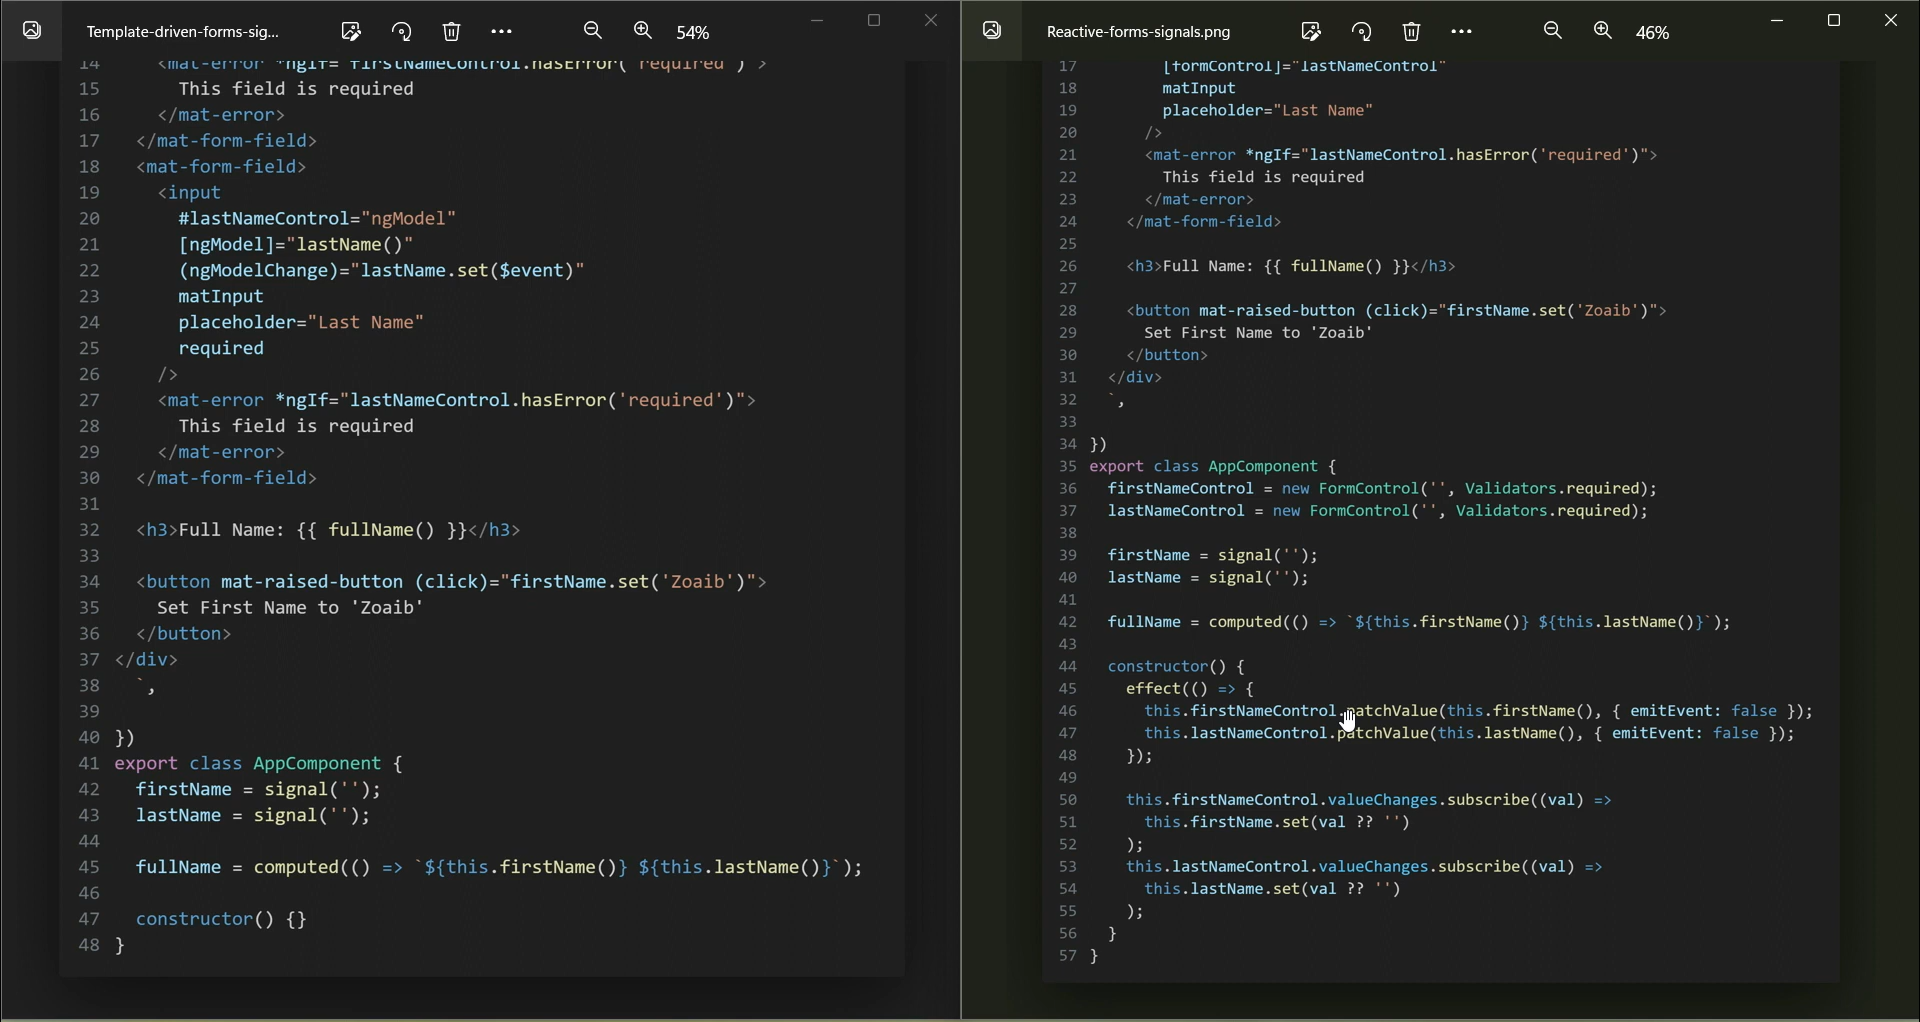 Template-driven-forms-sig...
54%
14 <mat-error *ngIf="firstNameControl.hasError('required')">
15 This field is required
16 </mat-error>
17 </mat-form-field>
18 <mat-form-field>
19 <input
20 #lastNameControl="ngModel"
21 [ngModel]="lastName()"
22 (ngModelChange)="lastName.set($event)"
23 matInput
24 placeholder="Last Name"
25 required
26 />
27 <mat-error *ngIf="lastNameControl.hasError('required')">
28 This field is required
29 </mat-error>
30 </mat-form-field>
31
32 <h3>Full Name: {{ fullName() }}</h3>
33
34 <button mat-raised-button (click)="firstName.set('Zoaib')">
35 Set First Name to 'Zoaib'
36 </button>
37 </div>
38 `,
39
40 })
41 export class AppComponent {
42 firstName = signal('');
43 lastName = signal('');
44
45 fullName = computed(() => `${this.firstName()} ${this.lastName()}`);
46
47 constructor() {}
48 }
Reactive-forms-signals.png
46%
17 [formControl]="lastNameControl"
18 matInput
19 placeholder="Last Name"
20 />
21 <mat-error *ngIf="lastNameControl.hasError('required')">
22 This field is required
23 </mat-error>
24 </mat-form-field>
25
26 <h3>Full Name: {{ fullName() }}</h3>
27
28 <button mat-raised-button (click)="firstName.set('Zoaib')">
29 Set First Name to 'Zoaib'
30 </button>
31 </div>
32 `,
33
34 })
35 export class AppComponent {
36 firstNameControl = new FormControl('', Validators.required);
37 lastNameControl = new FormControl('', Validators.required);
38
39 firstName = signal('');
40 lastName = signal('');
41
42 fullName = computed(() => `${this.firstName()} ${this.lastName()}`);
43
44 constructor() {
45 effect(() => {
46 this.firstNameControl.patchValue(this.firstName(), { emitEvent: false });
47 this.lastNameControl.patchValue(this.lastName(), { emitEvent: false });
48 });
49
50 this.firstNameControl.valueChanges.subscribe((val) =>
51 this.firstName.set(val ?? '')
52 );
53 this.lastNameControl.valueChanges.subscribe((val) =>
54 this.lastName.set(val ?? '')
55 );
56 }
57 }